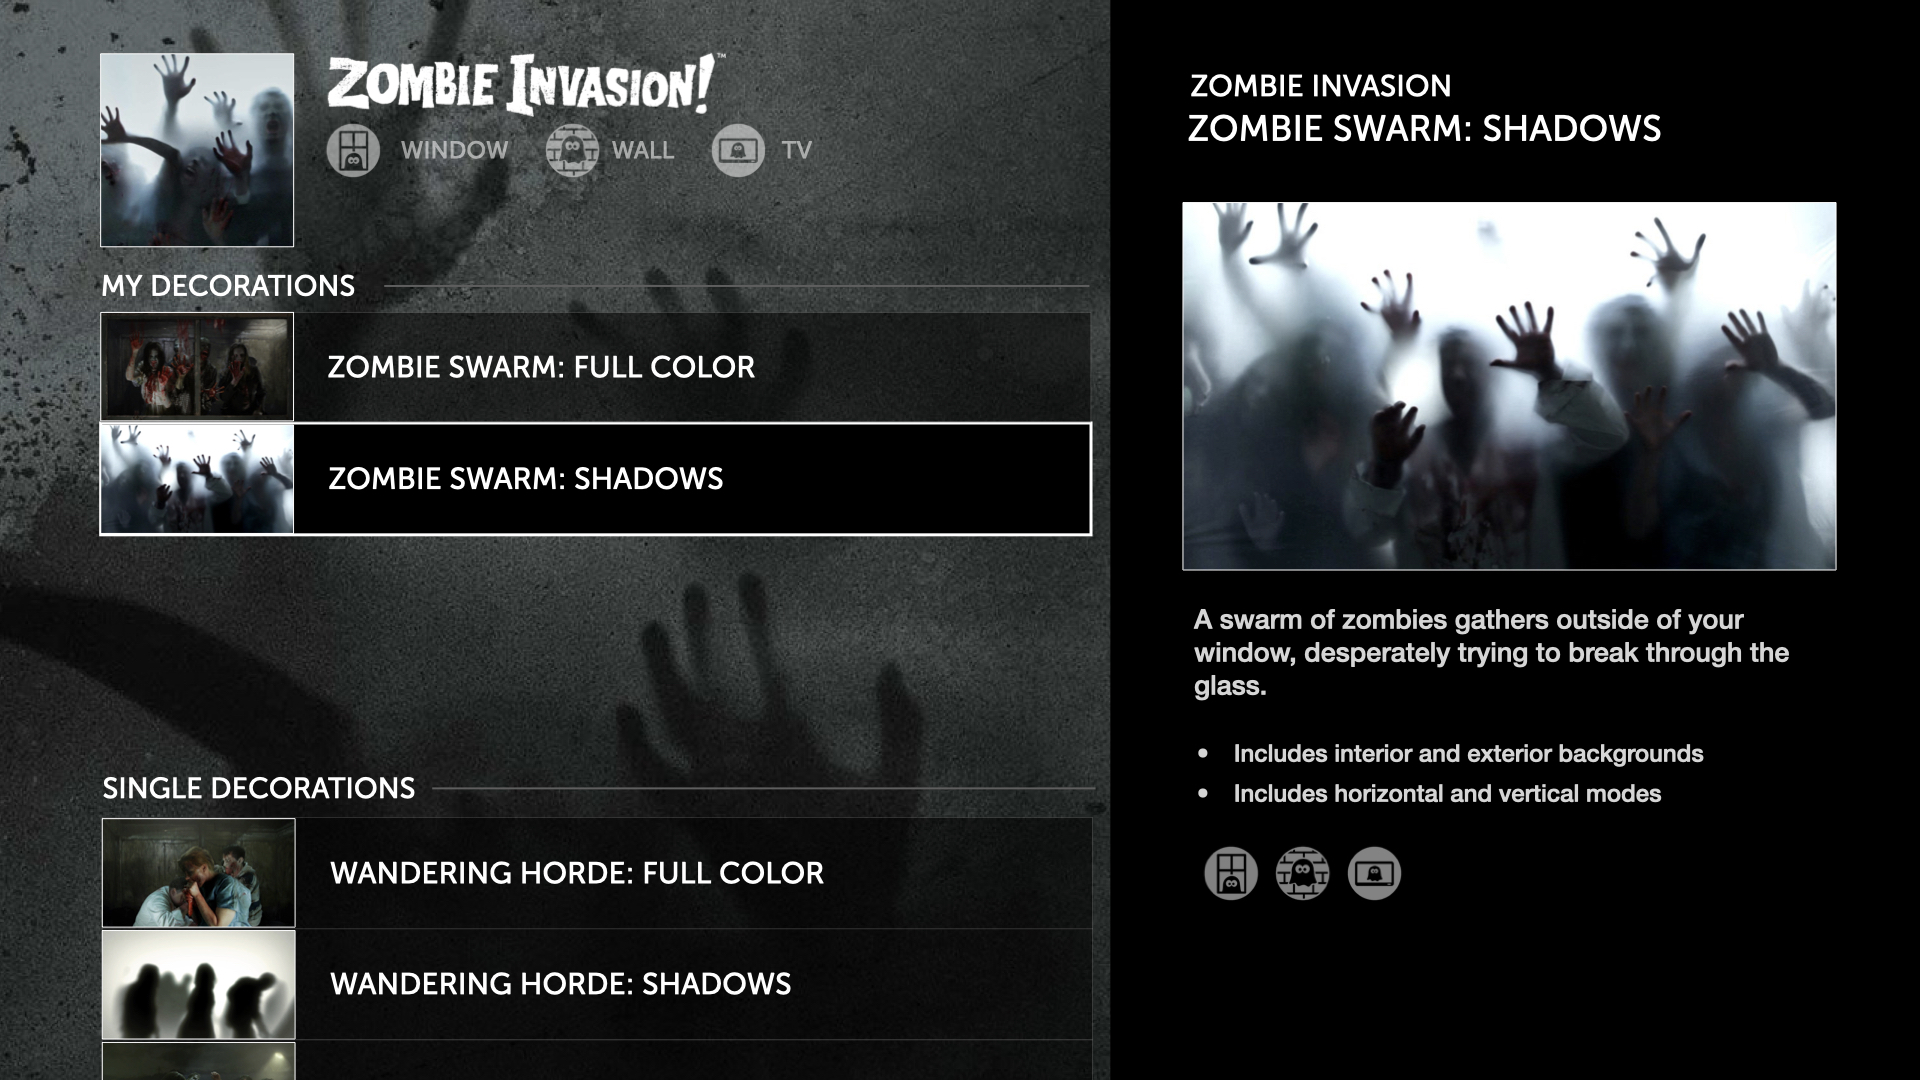 ZOMBIE INVASION!™
WINDOW WALL TV
MY DECORATIONS
ZOMBIE SWARM: FULL COLOR
ZOMBIE SWARM: SHADOWS
SINGLE DECORATIONS
WANDERING HORDE: FULL COLOR
WANDERING HORDE: SHADOWS
ZOMBIE INVASION
ZOMBIE SWARM: SHADOWS
A swarm of zombies gathers outside of your
window, desperately trying to break through the
glass.
• Includes interior and exterior backgrounds
• Includes horizontal and vertical modes